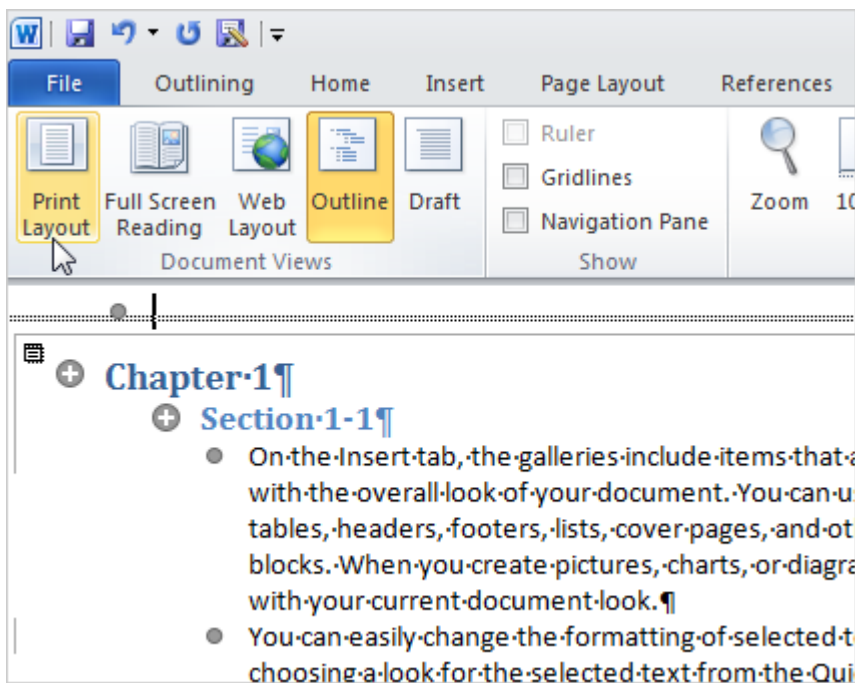 W
File Outlining Home Insert Page Layout References
Ruler
Gridlines
Navigation Pane
Print Full Screen Web Outline Draft Zoom 10
Layout Reading Layout
Document Views Show
Chapter·1¶
Section·1-1¶
On·the·Insert·tab,·the·galleries·include·items·that·a
with·the·overall·look·of·your·document.·You·can·u
tables,·headers,·footers,·lists,·cover·pages,·and·ot
blocks.·When·you·create·pictures,·charts,·or·diagra
with·your·current·document·look.¶
You·can·easily·change·the·formatting·of·selected·t
choosing·a·look·for·the·selected·text·from·the·Qui